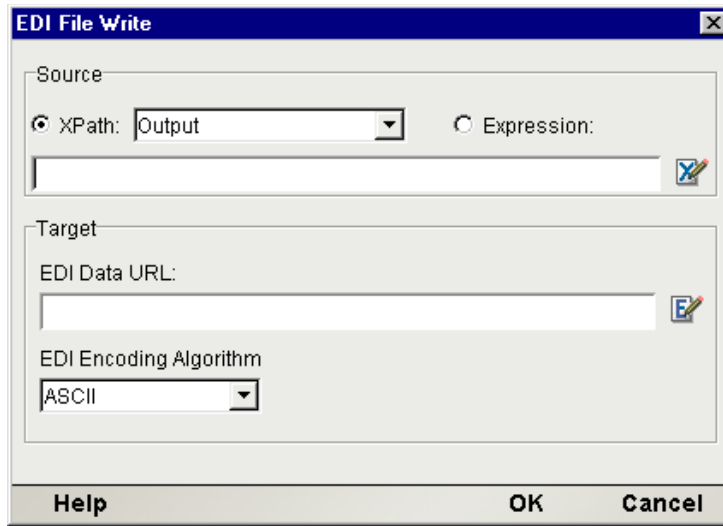 EDI File Write
Source
XPath: Output Expression:
Target
EDI Data URL:
EDI Encoding Algorithm
ASCII
Help OK Cancel